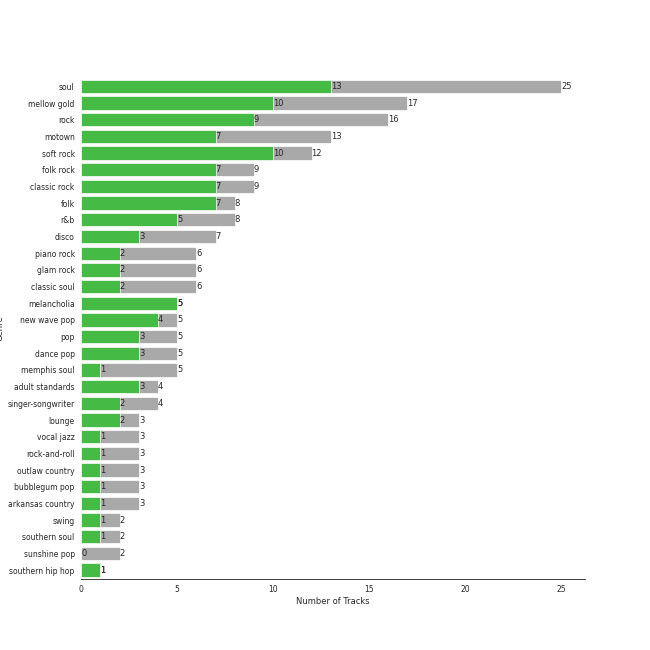 soul 13 25
mellow gold 10 17
rock 9 16
motown 7 13
soft rock 10 12
folk rock 7 9
classic rock 7 9
folk 7 8
r&b 5 8
disco 3 7
piano rock 2 6
glam rock 2 6
classic soul 2 6
melancholia 5
new wave pop 4 5
pop 3 5
dance pop 3 5
memphis soul 1 5
adult standards 3 4
singer-songwriter 2 4
lounge 2 3
vocal jazz 1 3
rock-and-roll 1 3
outlaw country 1 3
bubblegum pop 1 3
arkansas country 1 3
swing 1 2
southern soul 1 2
sunshine pop 0 2
southern hip hop 1
0 5 10 15 20 25
Number of Tracks